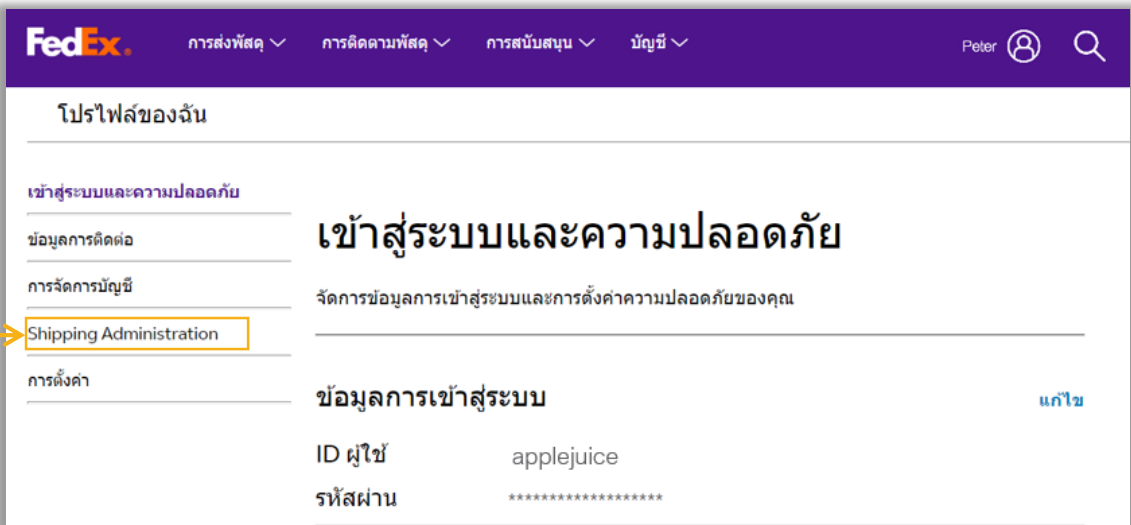 FedEx. การส่งพัสดุ การติดตามพัสดุ การสนับสนุน บัญชี Peter
โปรไฟล์ของฉัน
เข้าสู่ระบบและความปลอดภัย
ข้อมูลการติดต่อ
การจัดการบัญชี
Shipping Administration
การตั้งค่า
เข้าสู่ระบบและความปลอดภัย
จัดการข้อมูลการเข้าสู่ระบบและการตั้งค่าความปลอดภัยของคุณ
ข้อมูลการเข้าสู่ระบบ แก้ไข
ID ผู้ใช้ applejuice
รหัสผ่าน *******************